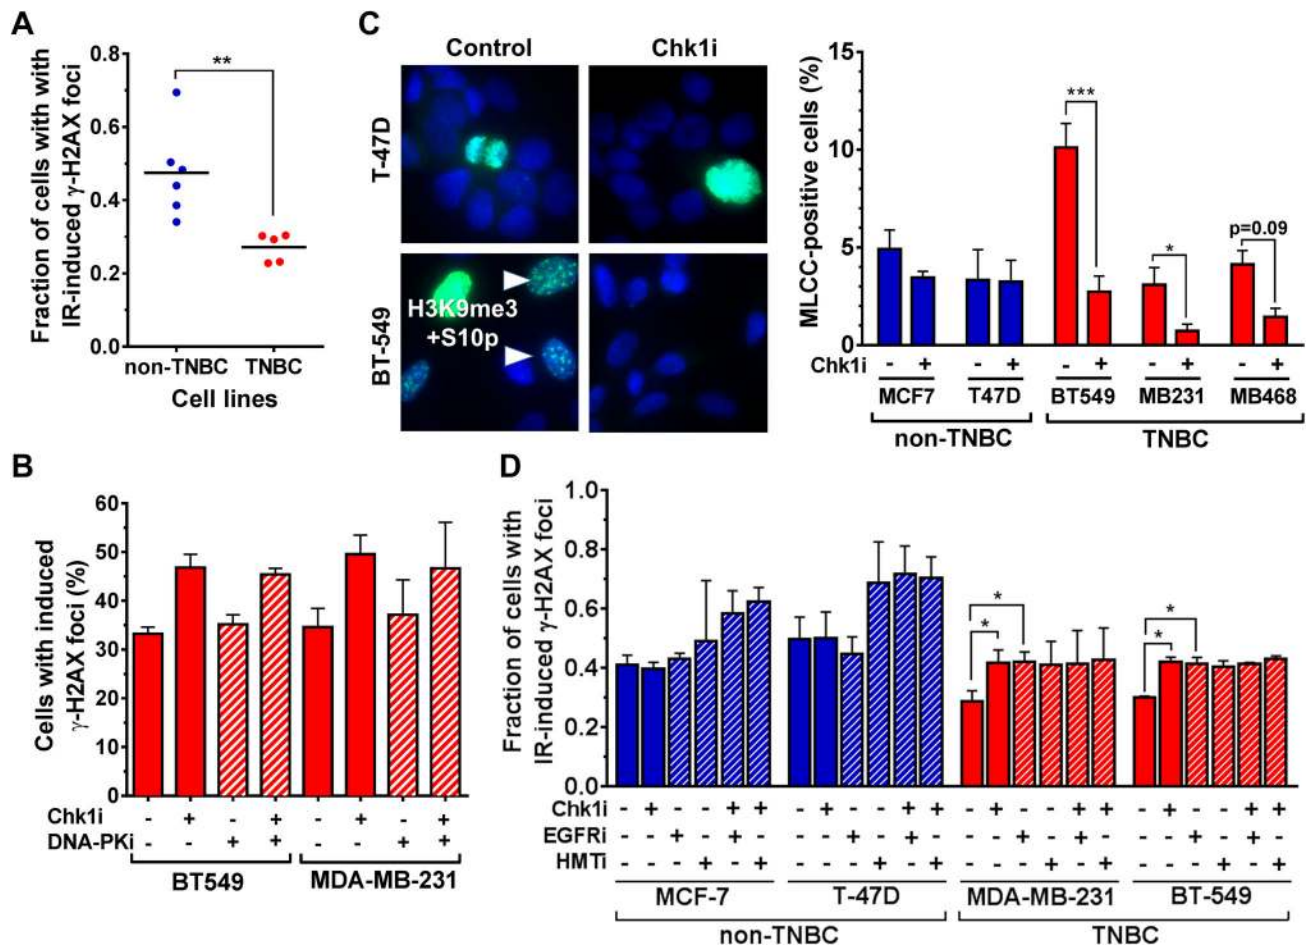 A
Fraction of cells with with
IR-induced γ-H2AX foci
0.8
0.6
0.4
0.2
0.0
**
non-TNBC TNBC
Cell lines
C
Control Chk1i
T-47D
BT-549
H3K9me3
+S10p
MLCC-positive cells (%)
15
10
5
0
***
*
p=0.09
Chk1i - + - + - + - + - +
MCF7 T47D BT549 MB231 MB468
non-TNBC TNBC
B
Cells with induced
γ-H2AX foci (%)
60
50
40
30
20
10
0
Chk1i - + - + - + - +
DNA-PKi - - + + - - + +
BT549 MDA-MB-231
D
Fraction of cells with
IR-induced γ-H2AX foci
1.0
0.8
0.6
0.4
0.2
0.0
*
*
*
*
Chk1i - + - - + + - + - - + + - + - - + + - + - - + +
EGFRi - - + - + - - - + - + - - - + - + - - - + - + -
HMTi - - - + - + - - - + - + - - - + - + - - - + - +
MCF-7 T-47D MDA-MB-231 BT-549
non-TNBC TNBC